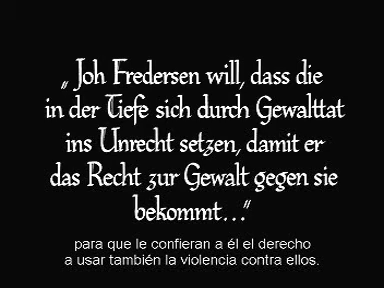 „Joh Fredersen will, dass die
in der Tiefe sich durch Gewalttat
ins Unrecht setzen, damit er
das Recht zur Gewalt gegen sie
bekommt...“
para que le confieran a él el derecho
a usar también la violencia contra ellos.